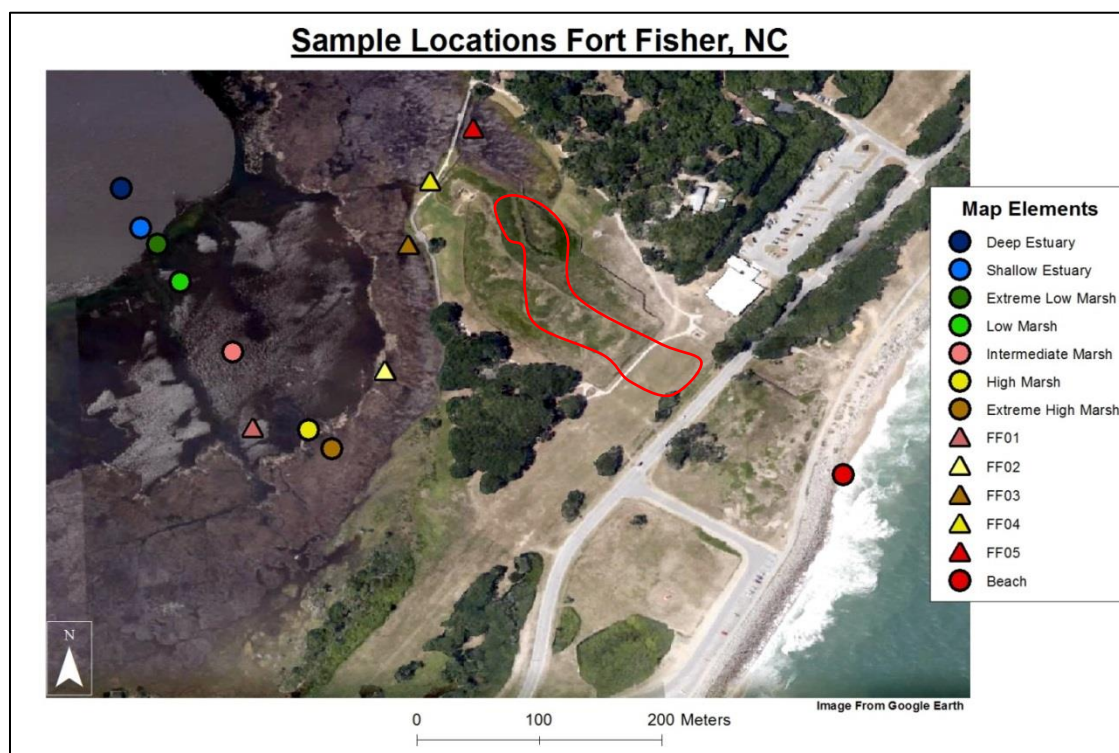 Sample Locations Fort Fisher, NC
Map Elements
Deep Estuary
Shallow Estuary
Extreme Low Marsh
Low Marsh
Intermediate Marsh
High Marsh
Extreme High Marsh
FF01
FF02
FF03
FF04
FF05
Beach
N
Image From Google Earth
0 100 200 Meters